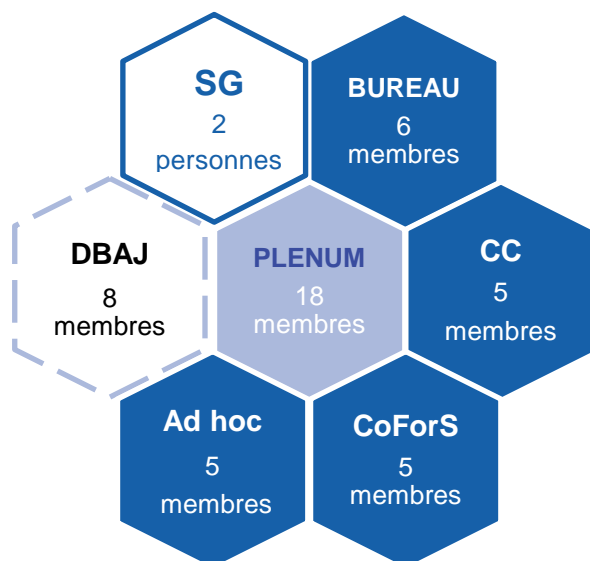 SG
2
personnes
BUREAU
6
membres
DBAJ
8
membres
PLENUM
18
membres
CC
5
membres
Ad hoc
5
membres
CoForS
5
membres